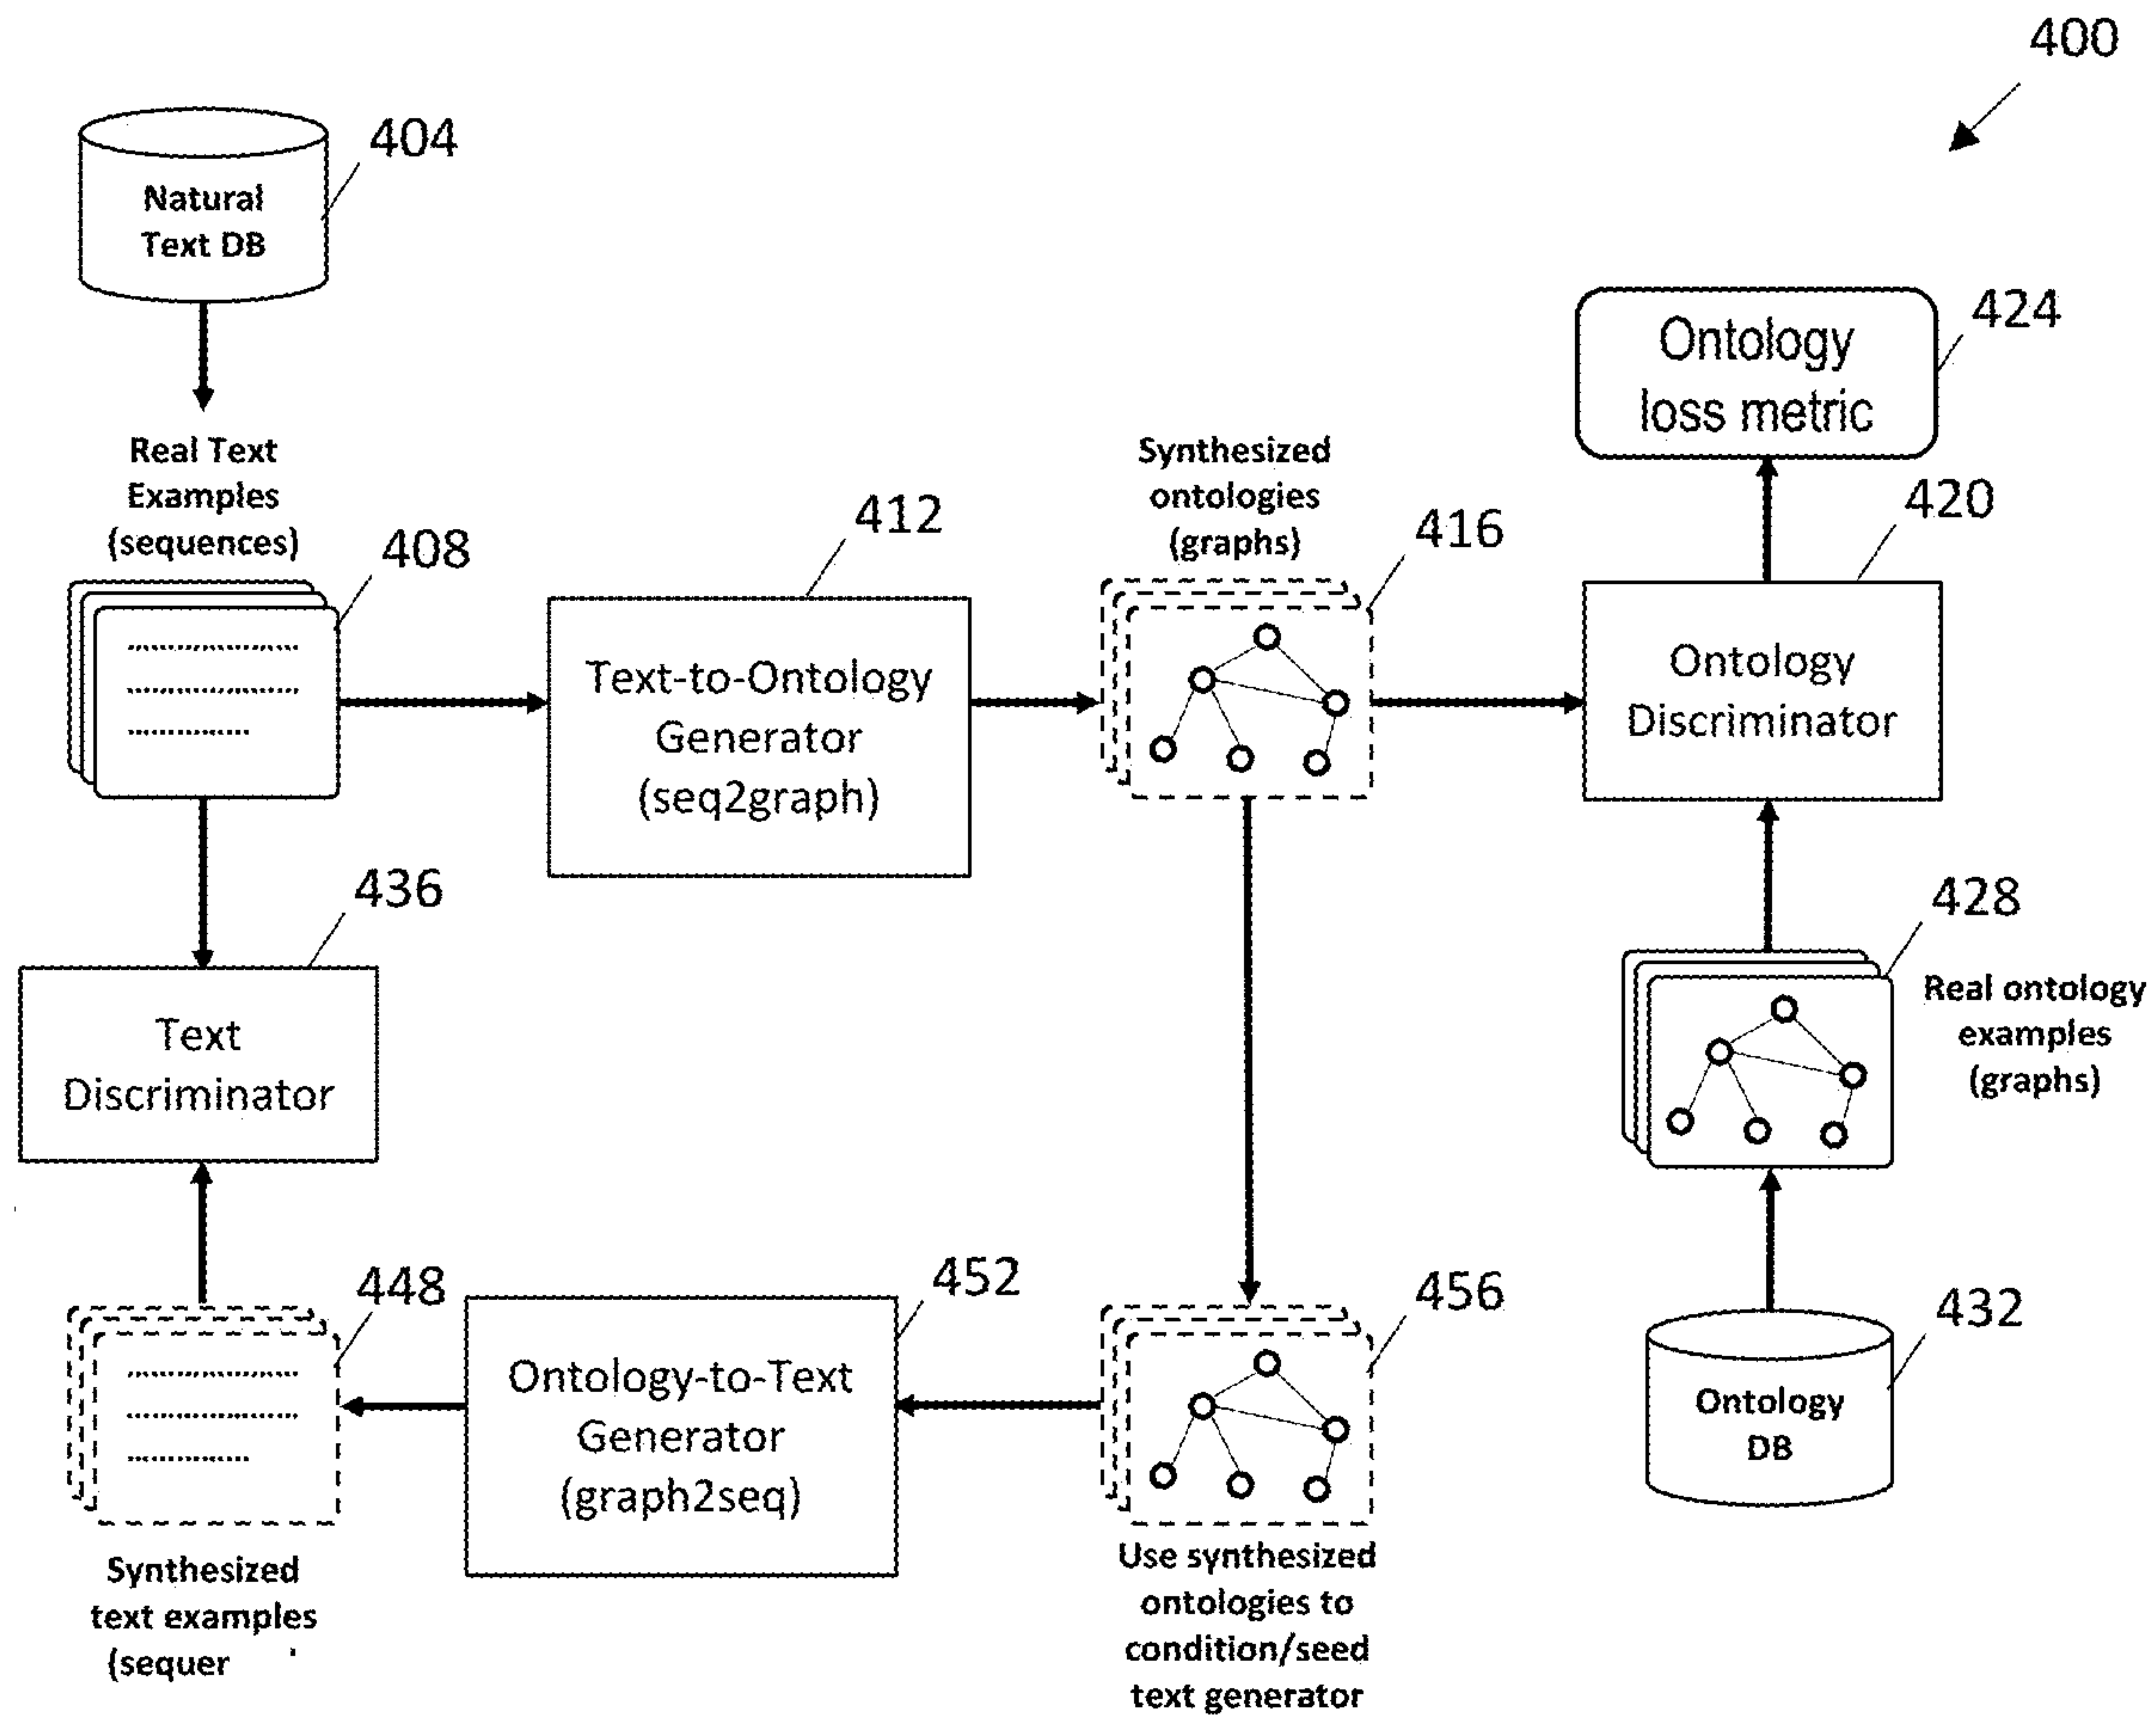 400
404
Natural
Text DB
Real Text
Examples
(sequences)
408
412
Text-to-Ontology
Generator
(seq2graph)
Synthesized
ontologies
(graphs)
416
Ontology
loss metric
424
420
Ontology
Discriminator
436
Text
Discriminator
428
Real ontology
examples
(graphs)
432
Ontology
DB
448
Synthesized
text examples
(sequer
452
Ontology-to-Text
Generator
(graph2seq)
456
Use synthesized
ontologies to
condition/seed
text generator